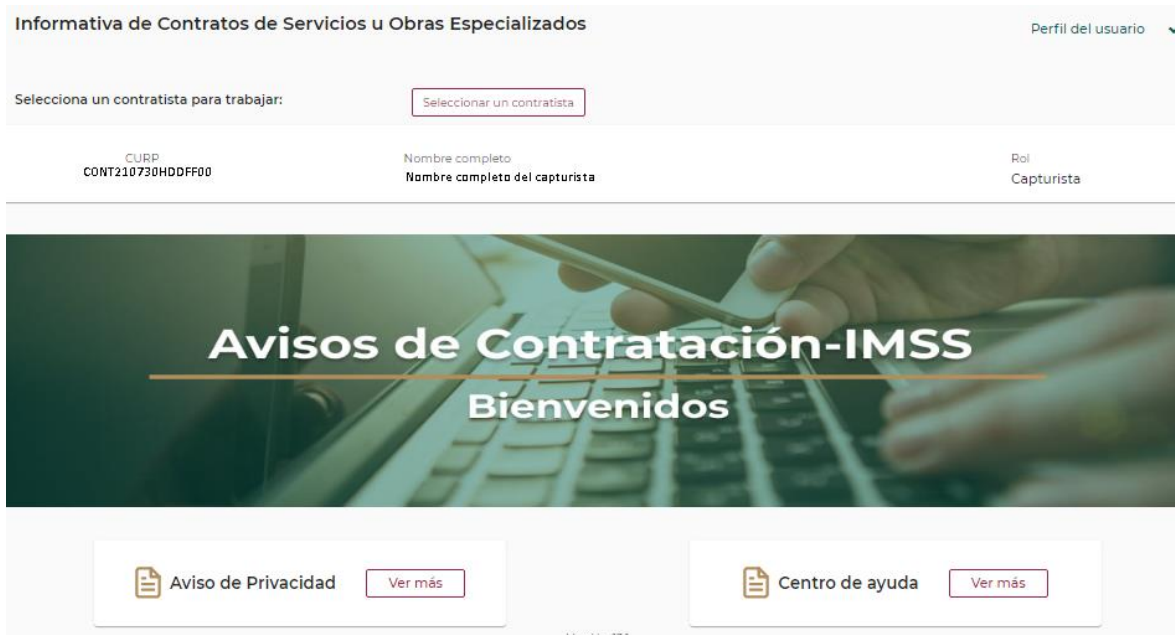 Informativa de Contratos de Servicios u Obras Especializados
Perfil del usuario
Selecciona un contratista para trabajar:
Seleccionar un contratista
CURP
CONT210730HDDFF00
Nombre completo
Nombre completo del capturista
Rol
Capturista
Avisos de Contratación-IMSS
Bienvenidos
Aviso de Privacidad
Ver más
Centro de ayuda
Ver más